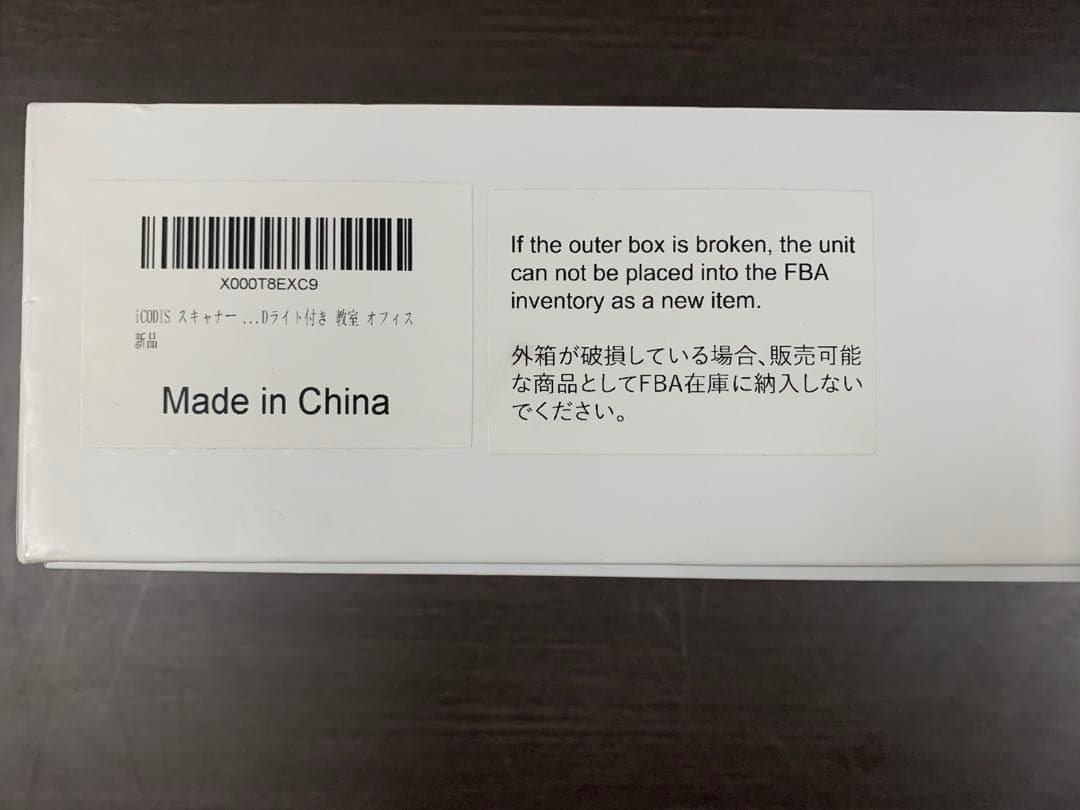 X000T8EXC9
iCODIS スキャナー ...Dライト付き 教室 オフィス
新品
Made in China
If the outer box is broken, the unit
can not be placed into the FBA
inventory as a new item.
外箱が破損している場合、販売可能
な商品としてFBA在庫に納入しない
でください。